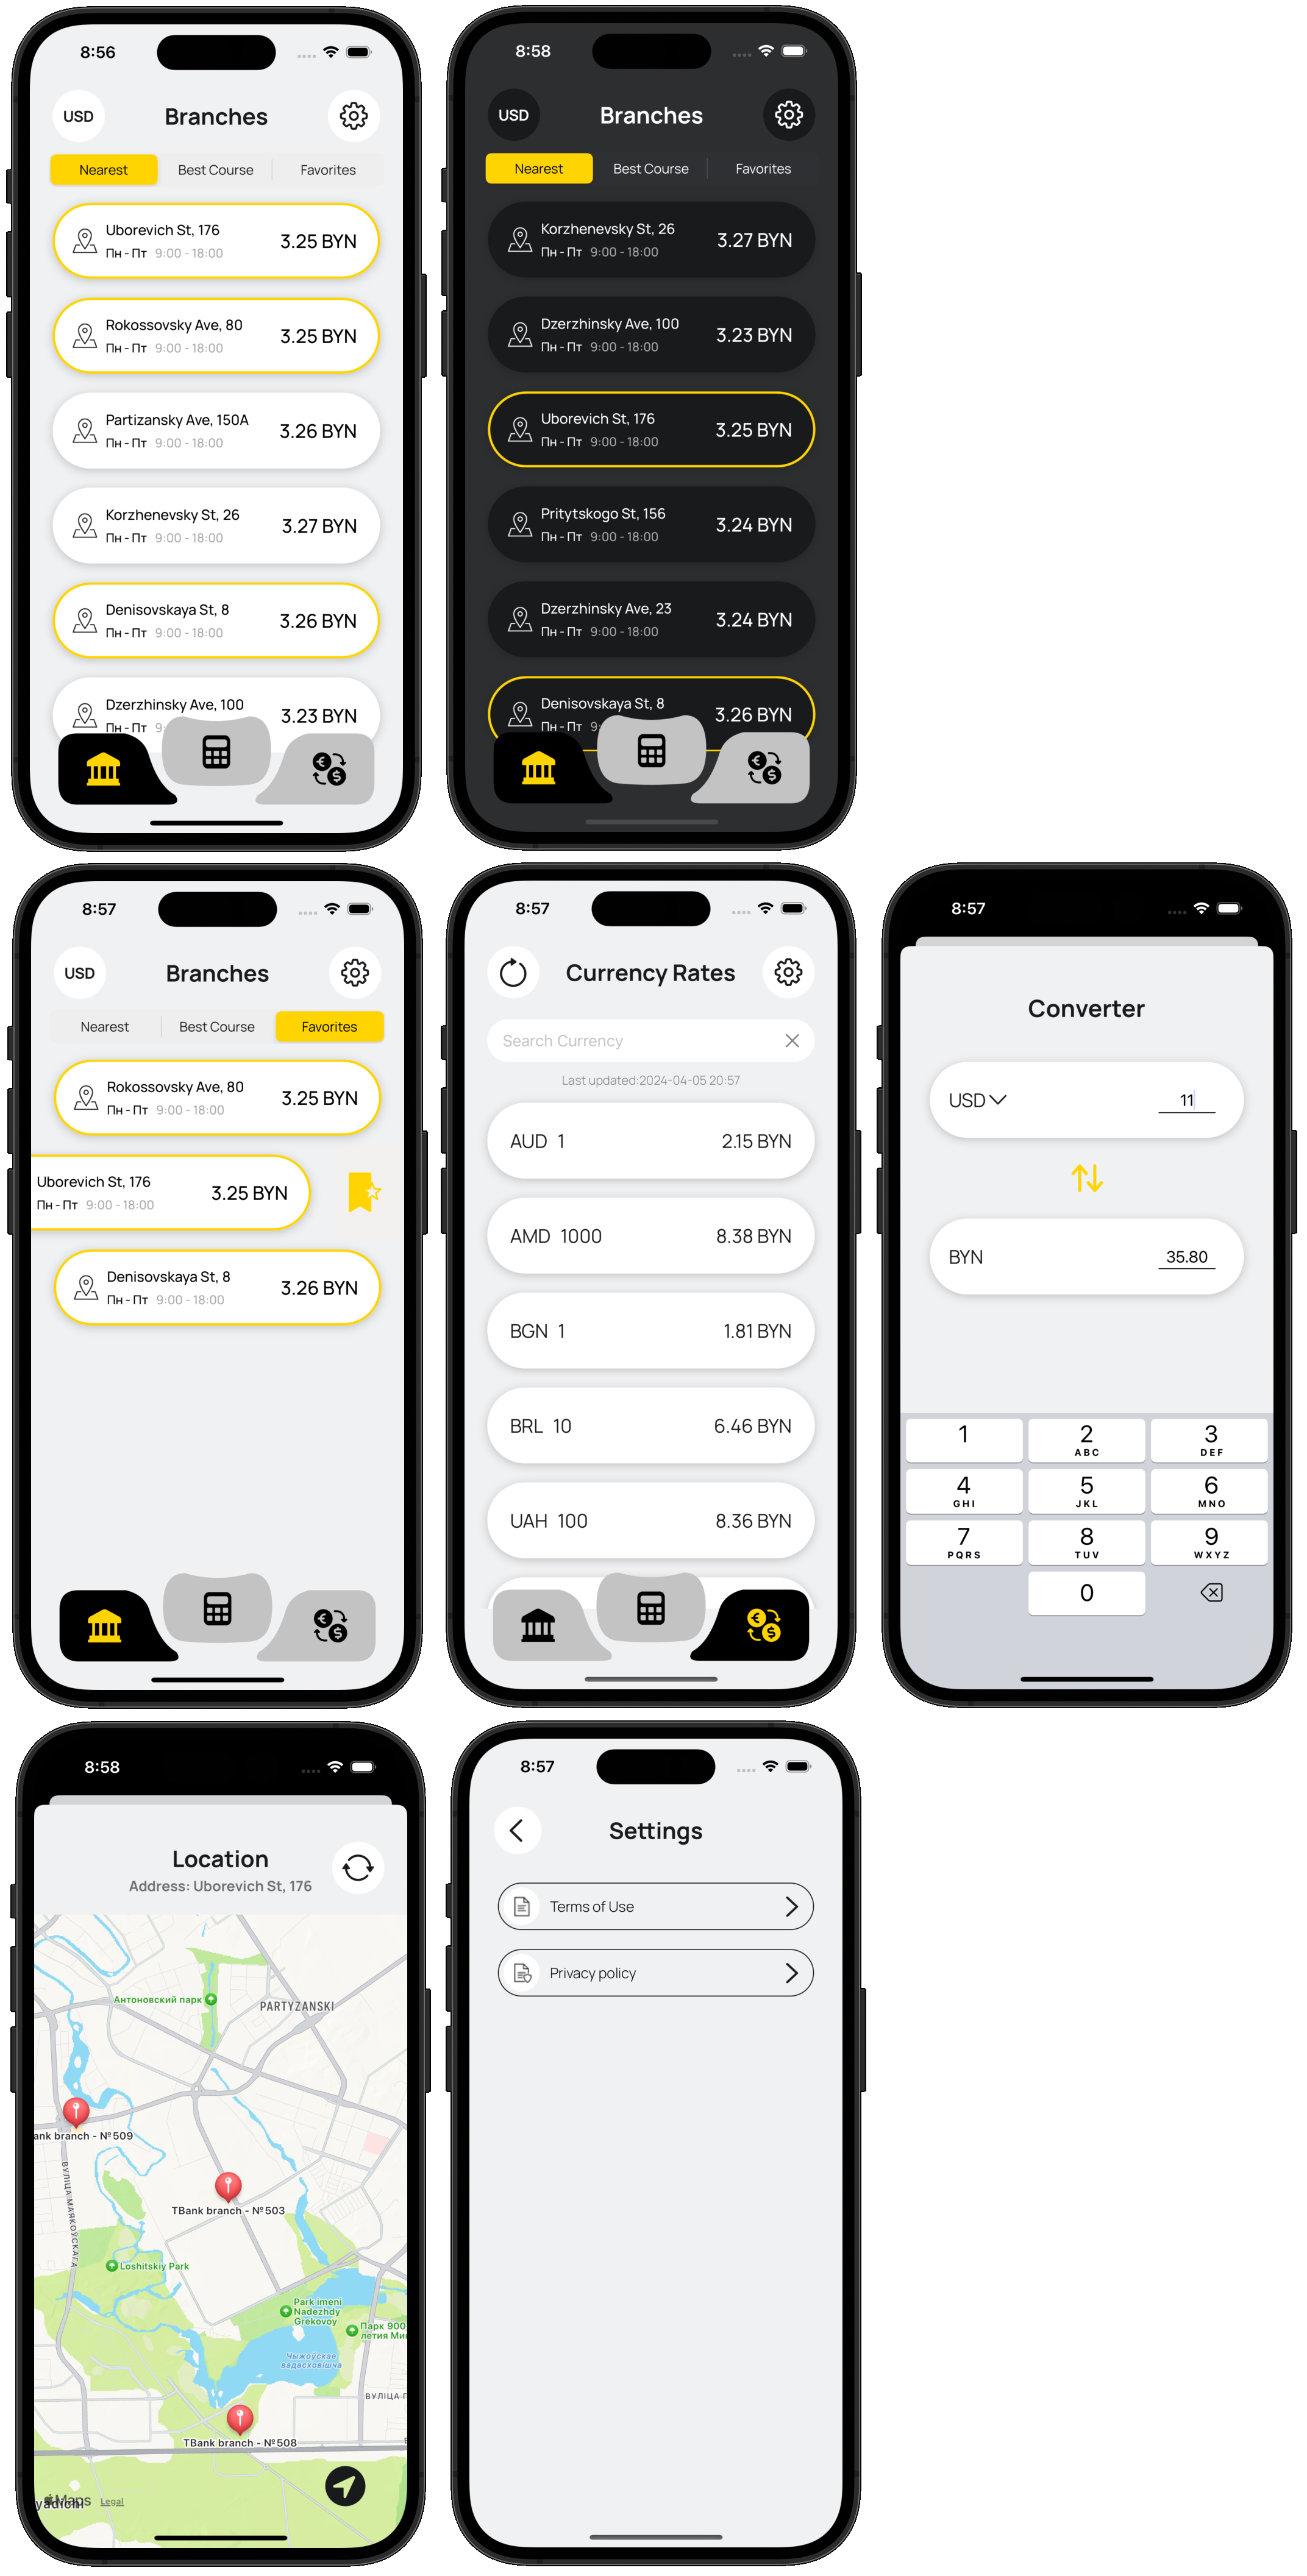 8:56
USD
Branches
Nearest
Best Course
Favorites
Uborevich St, 176
Пн - Пт 9:00 - 18:00
3.25 BYN
Rokossovsky Ave, 80
Пн - Пт 9:00 - 18:00
3.25 BYN
Partizansky Ave, 150A
Пн - Пт 9:00 - 18:00
3.26 BYN
Korzhenevsky St, 26
Пн - Пт 9:00 - 18:00
3.27 BYN
Denisovskaya St, 8
Пн - Пт 9:00 - 18:00
3.26 BYN
Dzerzhinsky Ave, 100
Пн - Пт 9:
3.23 BYN
8:58
USD
Branches
Nearest
Best Course
Favorites
Korzhenevsky St, 26
Пн - Пт 9:00 - 18:00
3.27 BYN
Dzerzhinsky Ave, 100
Пн - Пт 9:00 - 18:00
3.23 BYN
Uborevich St, 176
Пн - Пт 9:00 - 18:00
3.25 BYN
Pritytskogo St, 156
Пн - Пт 9:00 - 18:00
3.24 BYN
Dzerzhinsky Ave, 23
Пн - Пт 9:00 - 18:00
3.24 BYN
Denisovskaya St, 8
Пн - Пт 9:
3.26 BYN
8:57
USD
Branches
Nearest
Best Course
Favorites
Rokossovsky Ave, 80
Пн - Пт 9:00 - 18:00
3.25 BYN
Uborevich St, 176
Пн - Пт 9:00 - 18:00
3.25 BYN
Denisovskaya St, 8
Пн - Пт 9:00 - 18:00
3.26 BYN
8:57
Currency Rates
Search Currency
Last updated:2024-04-05 20:57
AUD 1
2.15 BYN
AMD 1000
8.38 BYN
BGN 1
1.81 BYN
BRL 10
6.46 BYN
UAH 100
8.36 BYN
8:57
Converter
USD
11
BYN
35.80
1
2
ABC
3
DEF
4
GHI
5
JKL
6
MNO
7
PQRS
8
TUV
9
WXYZ
0
8:58
Location
Address: Uborevich St, 176
Антоновский парк
PARTYZANSKI
ank branch - №509
ВУЛІЦА МАЯКОЎСКАГА
TBank branch - №503
Loshitskiy Park
Park imeni
Nadezhdy
Grekovoy
Парк 900
летия Ми
Чыжоўскае
вадасховішча
ВУЛІЦА Г
TBank branch - №508
Maps
Legal
8:57
Settings
Terms of Use
Privacy policy